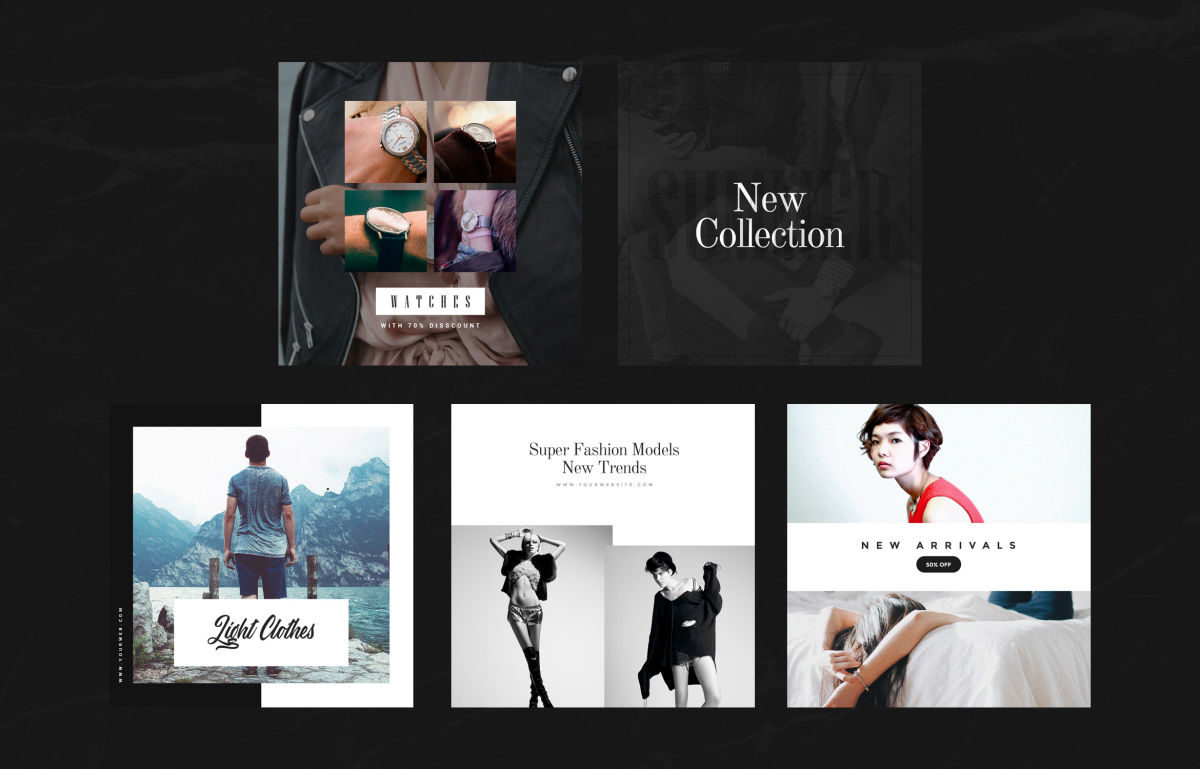 WATCHES
WITH 70% DISSCOUNT
SUMMER
New
Collection
WWW.YOURWEB.COM
Light Clothes
Super Fashion Models
New Trends
WWW.YOURWEBSITE.COM
NEW ARRIVALS
50% OFF